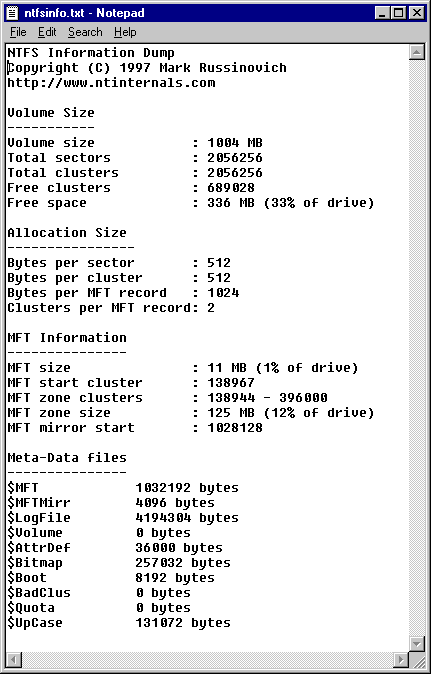 ntfsinfo.txt - Notepad
File Edit Search Help
NTFS Information Dump
Copyright (C) 1997 Mark Russinovich
http://www.ntinternals.com
Volume Size
-----------
Volume size            : 1004 MB
Total sectors          : 2056256
Total clusters         : 2056256
Free clusters          : 689028
Free space             : 336 MB (33% of drive)
Allocation Size
----------------
Bytes per sector       : 512
Bytes per cluster      : 512
Bytes per MFT record   : 1024
Clusters per MFT record: 2
MFT Information
---------------
MFT size               : 11 MB (1% of drive)
MFT start cluster      : 138967
MFT zone clusters      : 138944 - 396000
MFT zone size          : 125 MB (12% of drive)
MFT mirror start       : 1028128
Meta-Data files
---------------
$MFT            1032192 bytes
$MFTMirr        4096 bytes
$LogFile        4194304 bytes
$Volume         0 bytes
$AttrDef        36000 bytes
$Bitmap         257032 bytes
$Boot           8192 bytes
$BadClus        0 bytes
$Quota          0 bytes
$UpCase         131072 bytes